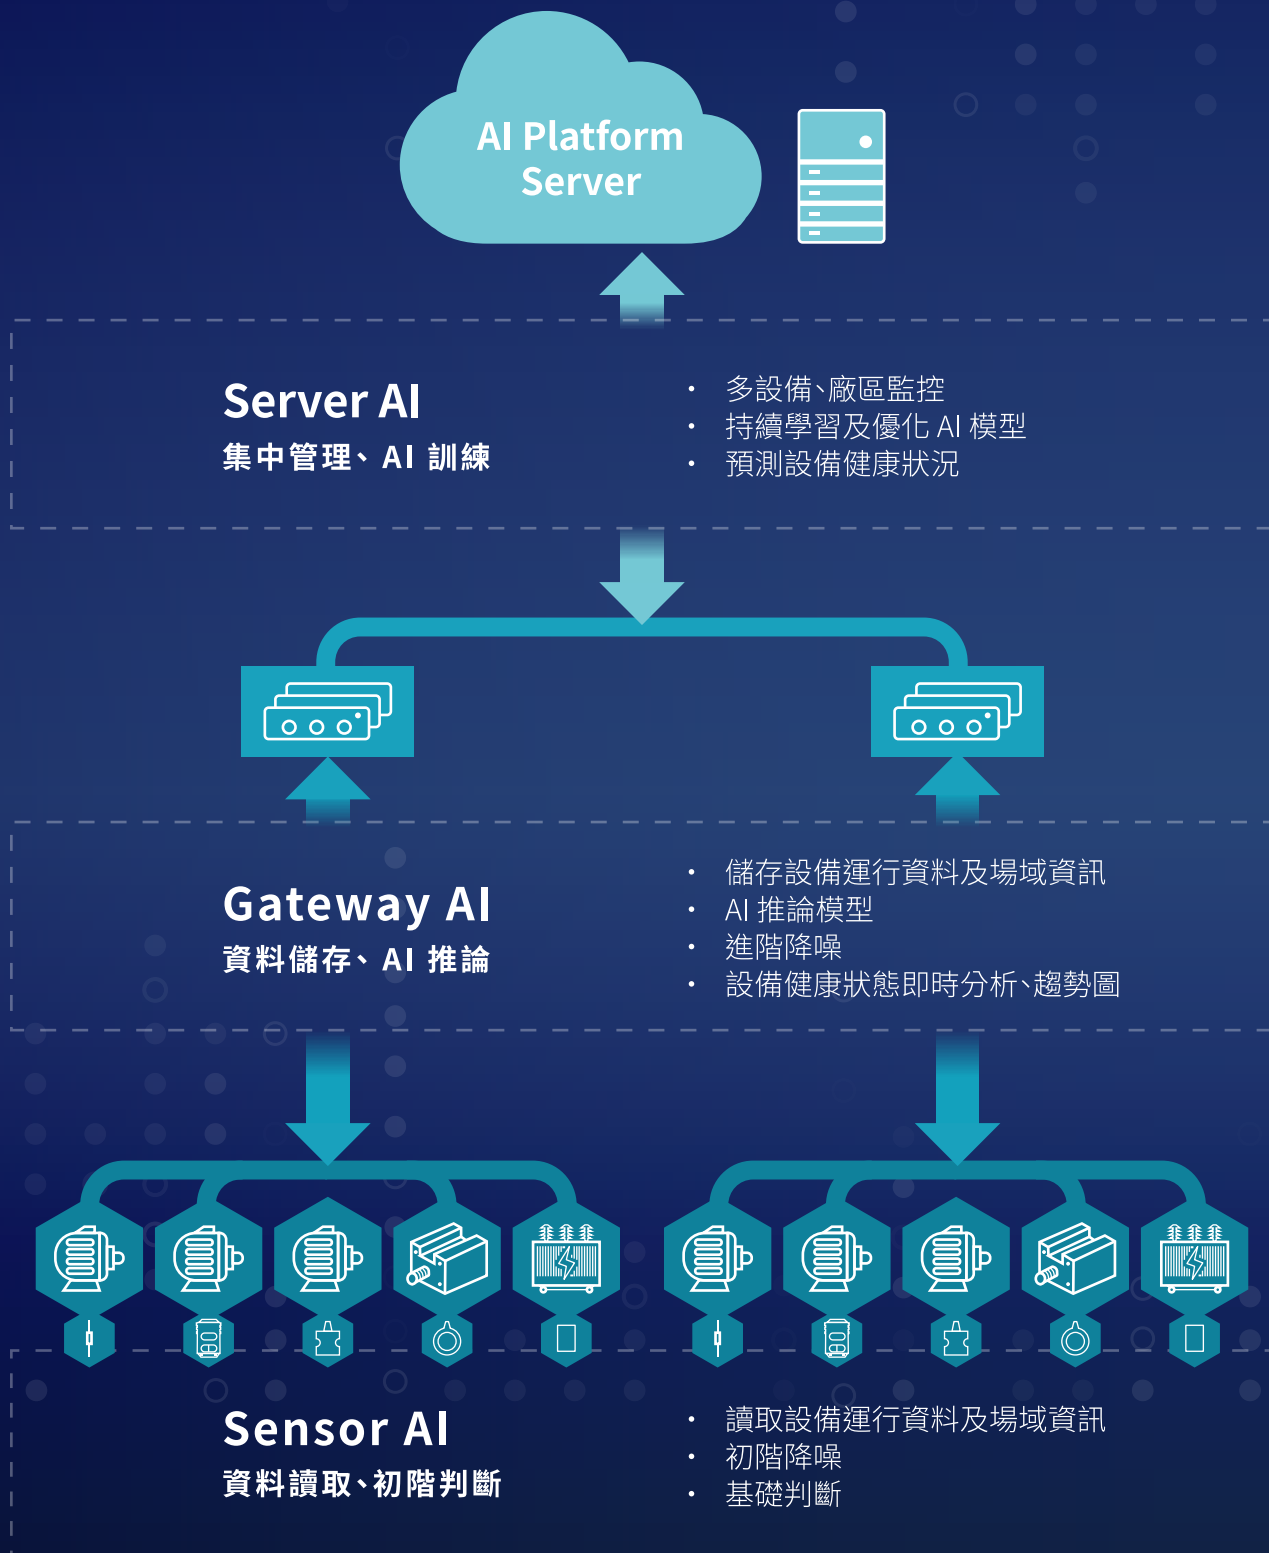 AI Platform
Server
Server AI
集中管理、AI 訓練
• 多設備、廠區監控
• 持續學習及優化 AI 模型
• 預測設備健康狀況
Gateway AI
資料儲存、AI 推論
• 儲存設備運行資料及場域資訊
• AI 推論模型
• 進階降噪
• 設備健康狀態即時分析、趨勢圖
Sensor AI
資料讀取、初階判斷
• 讀取設備運行資料及場域資訊
• 初階降噪
• 基礎判斷